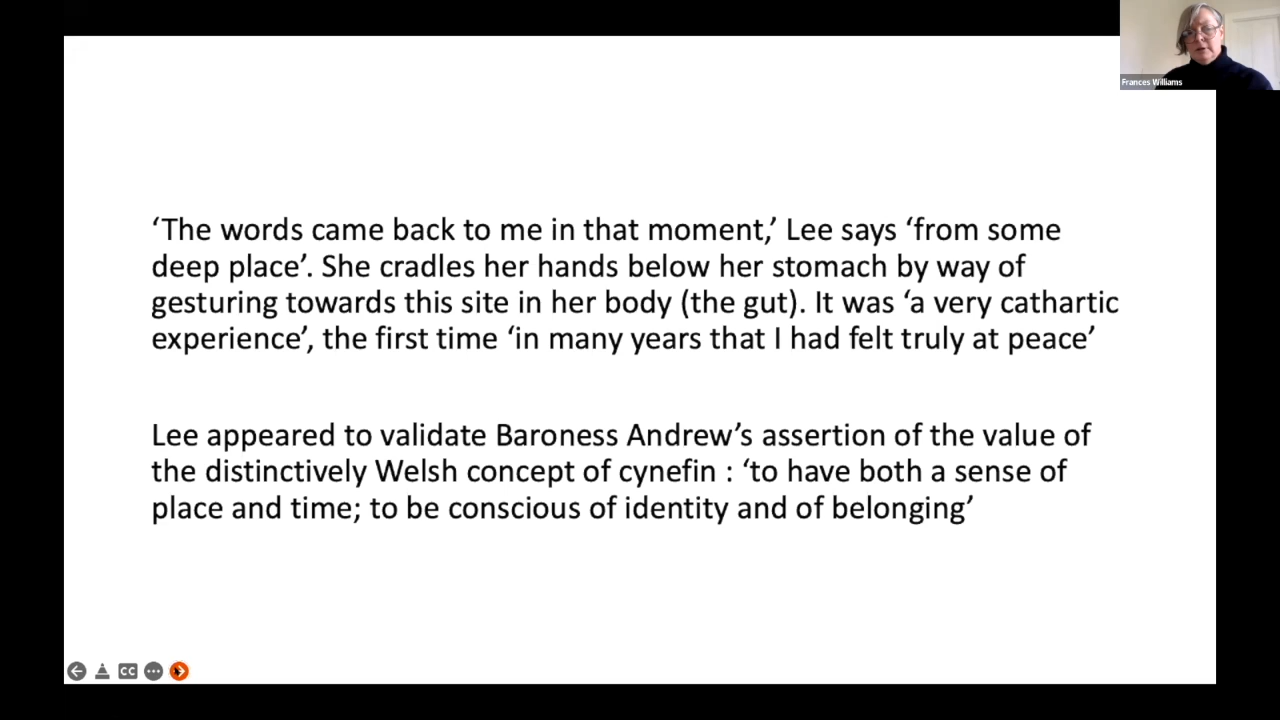 Frances Williams
‘The words came back to me in that moment,’ Lee says ‘from some
deep place’. She cradles her hands below her stomach by way of
gesturing towards this site in her body (the gut). It was ‘a very cathartic
experience’, the first time ‘in many years that I had felt truly at peace’
Lee appeared to validate Baroness Andrew’s assertion of the value of
the distinctively Welsh concept of cynefin : ‘to have both a sense of
place and time; to be conscious of identity and of belonging’
CC